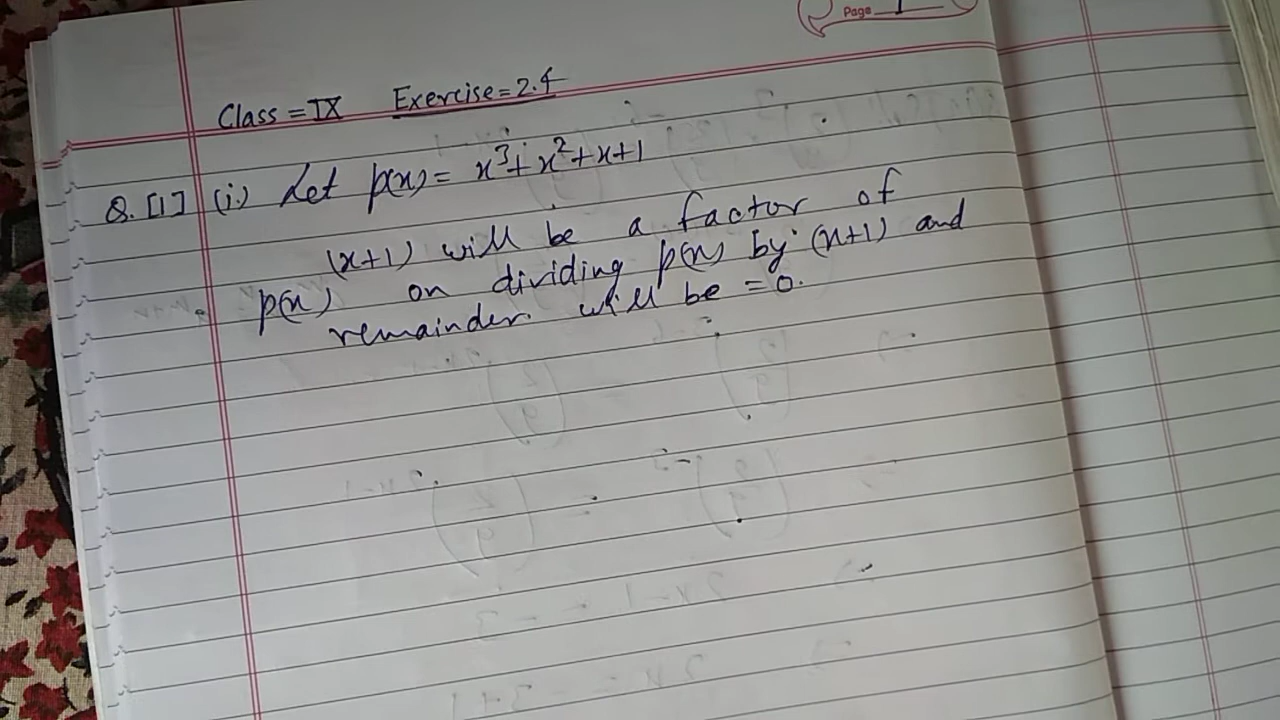 Page 1
Class = IX Exercise = 2.4
Q.[1] (i) Let p(x) = x³ + x² + x + 1
(x+1) will be a factor of
p(x) on dividing p(x) by (x+1) and
remainder will be = 0.